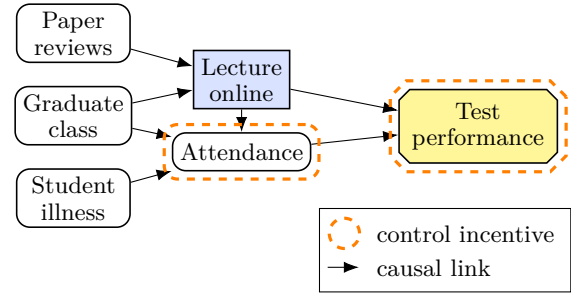 Paper
reviews
Lecture
online
Graduate
class
Test
performance
Attendance
Student
illness
control incentive
causal link